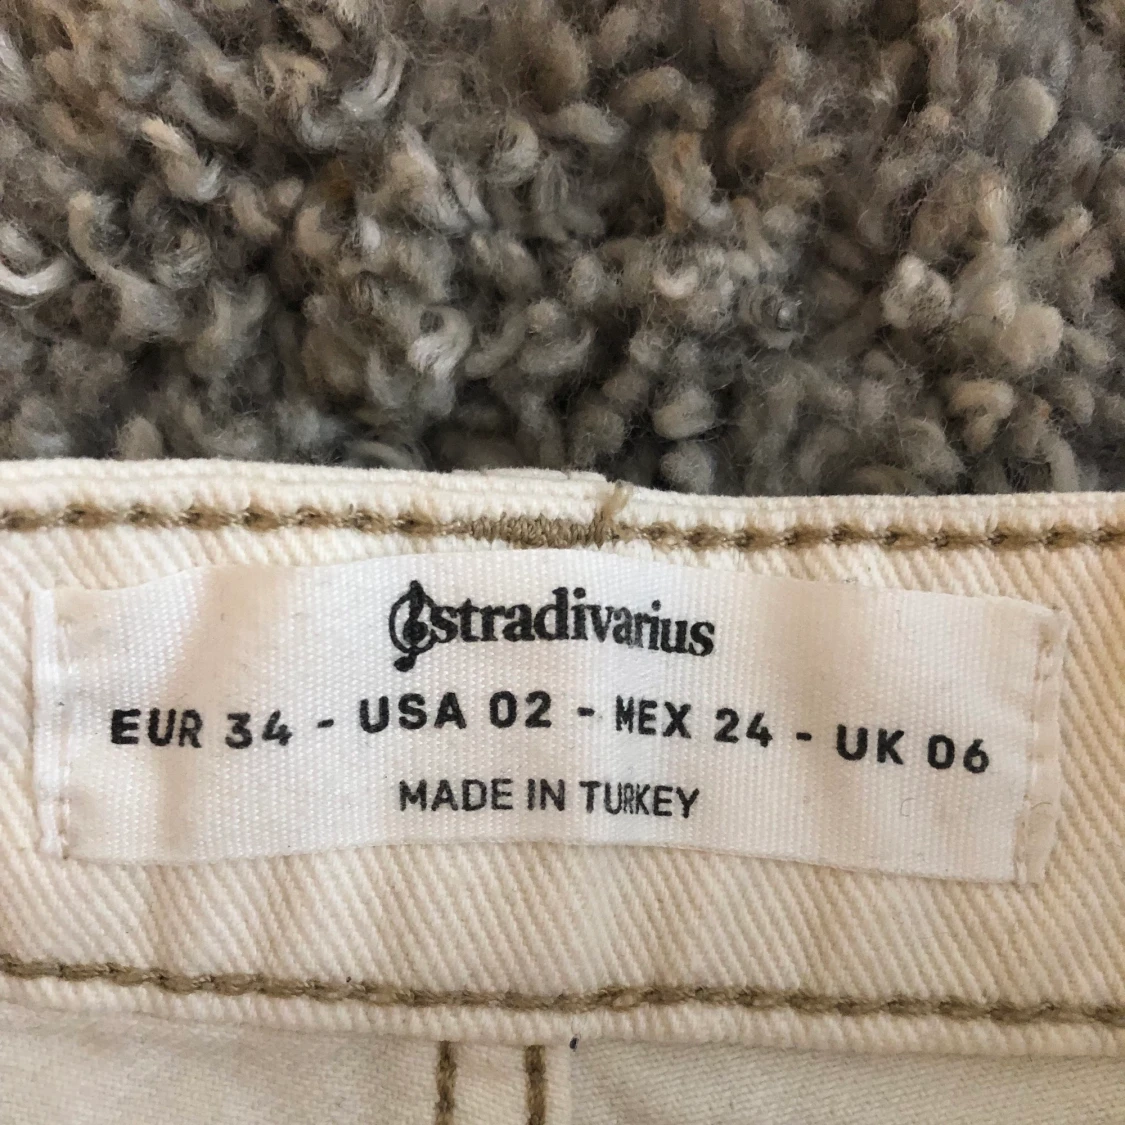 stradivarius
EUR 34 - USA 02 - MEX 24 - UK 06
MADE IN TURKEY